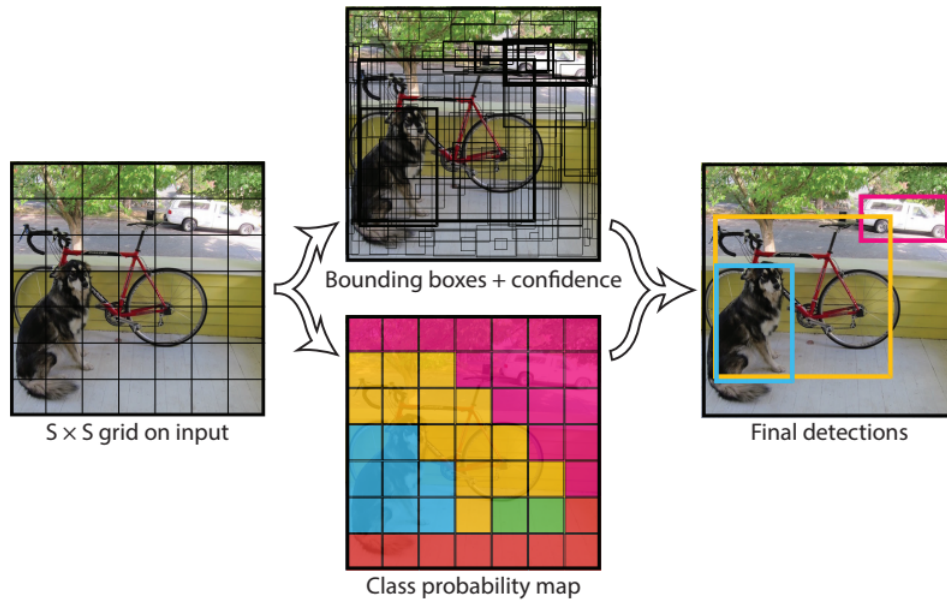 S × S grid on input
Bounding boxes + confidence
Class probability map
Final detections